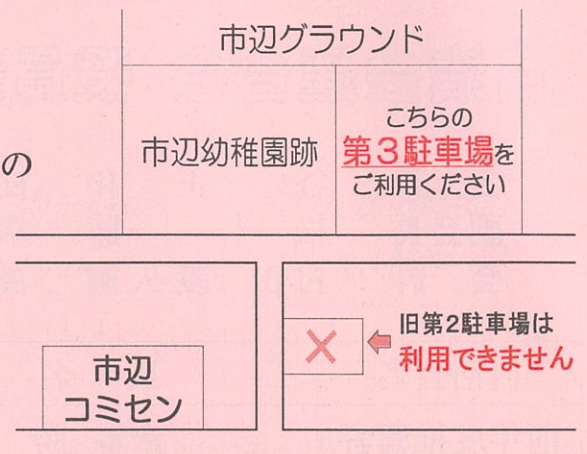 市辺グラウンド
の
市辺幼稚園跡
こちらの
第3駐車場を
ご利用ください
旧第2駐車場は
利用できません
×
市辺
コミセン